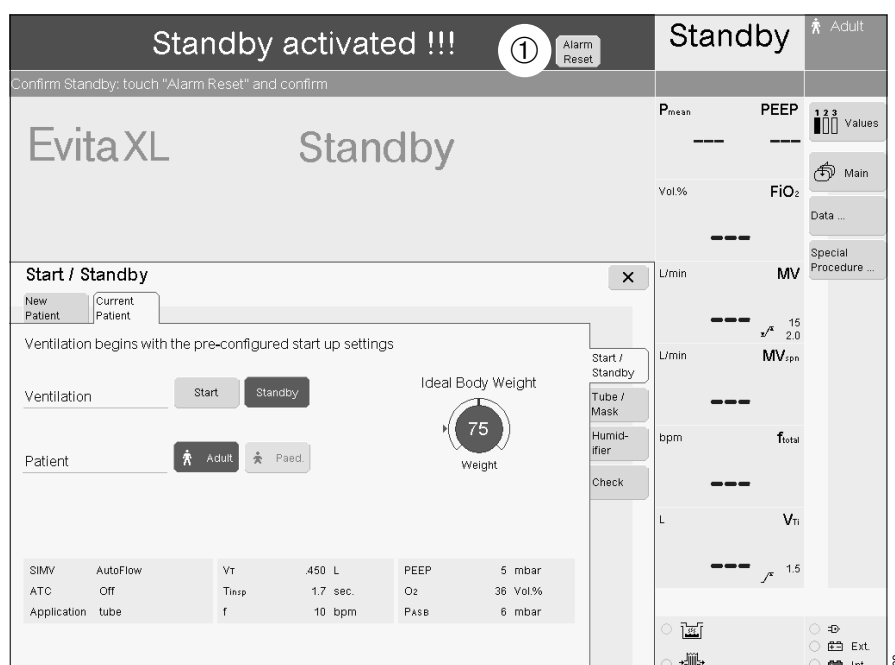 Standby activated !!!
①
Alarm
Reset
Standby
Adult
Confirm Standby: touch "Alarm Reset" and confirm
EvitaXL
Standby
Pmean PEEP
--- ---
Vol.% FiO2
---
L/min MV
---
15
2.0
L/min MVspn
---
bpm ftotal
---
L VTi
---
1.5
1 2 3
Values
Main
Data ...
Special
Procedure ...
Start / Standby
×
New
Patient
Current
Patient
Ventilation begins with the pre-configured start up settings
Ventilation
Start
Standby
Patient
Adult
Paed.
Ideal Body Weight
75
Weight
Start /
Standby
Tube /
Mask
Humid-
ifier
Check
SIMV AutoFlow VT .450 L PEEP 5 mbar
ATC Off Tinsp 1.7 sec. O2 36 Vol.%
Application tube f 10 bpm PASB 6 mbar
Ext.